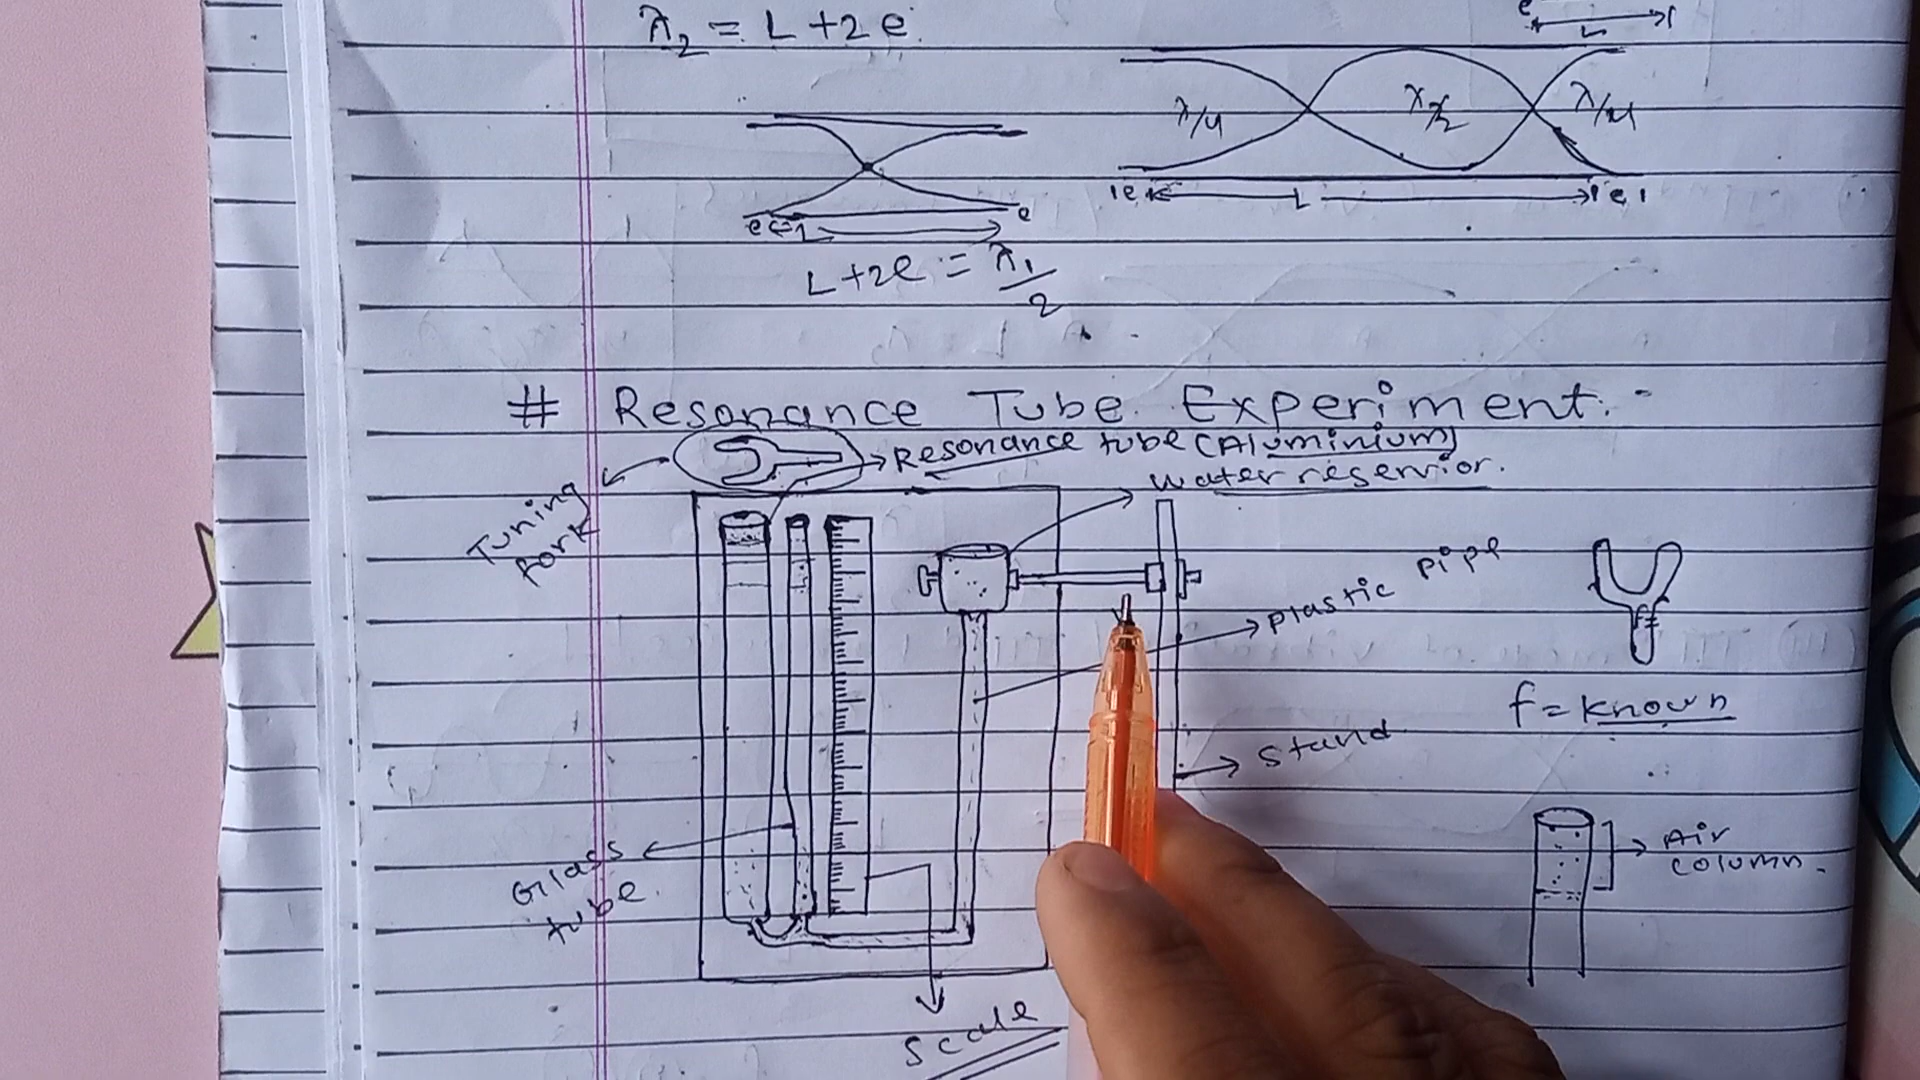 λ₂ = L+2e.
e
L
λ/4
λ/2
λ/4
e L e
e L e
L+2e = λ₁/2
# Resonance Tube Experiment.-
Resonance tube (Aluminium)
Water reservior.
Tuning
fork
plastic pipe
f = known
stand
Glass
tube.
Air
column.
Scale